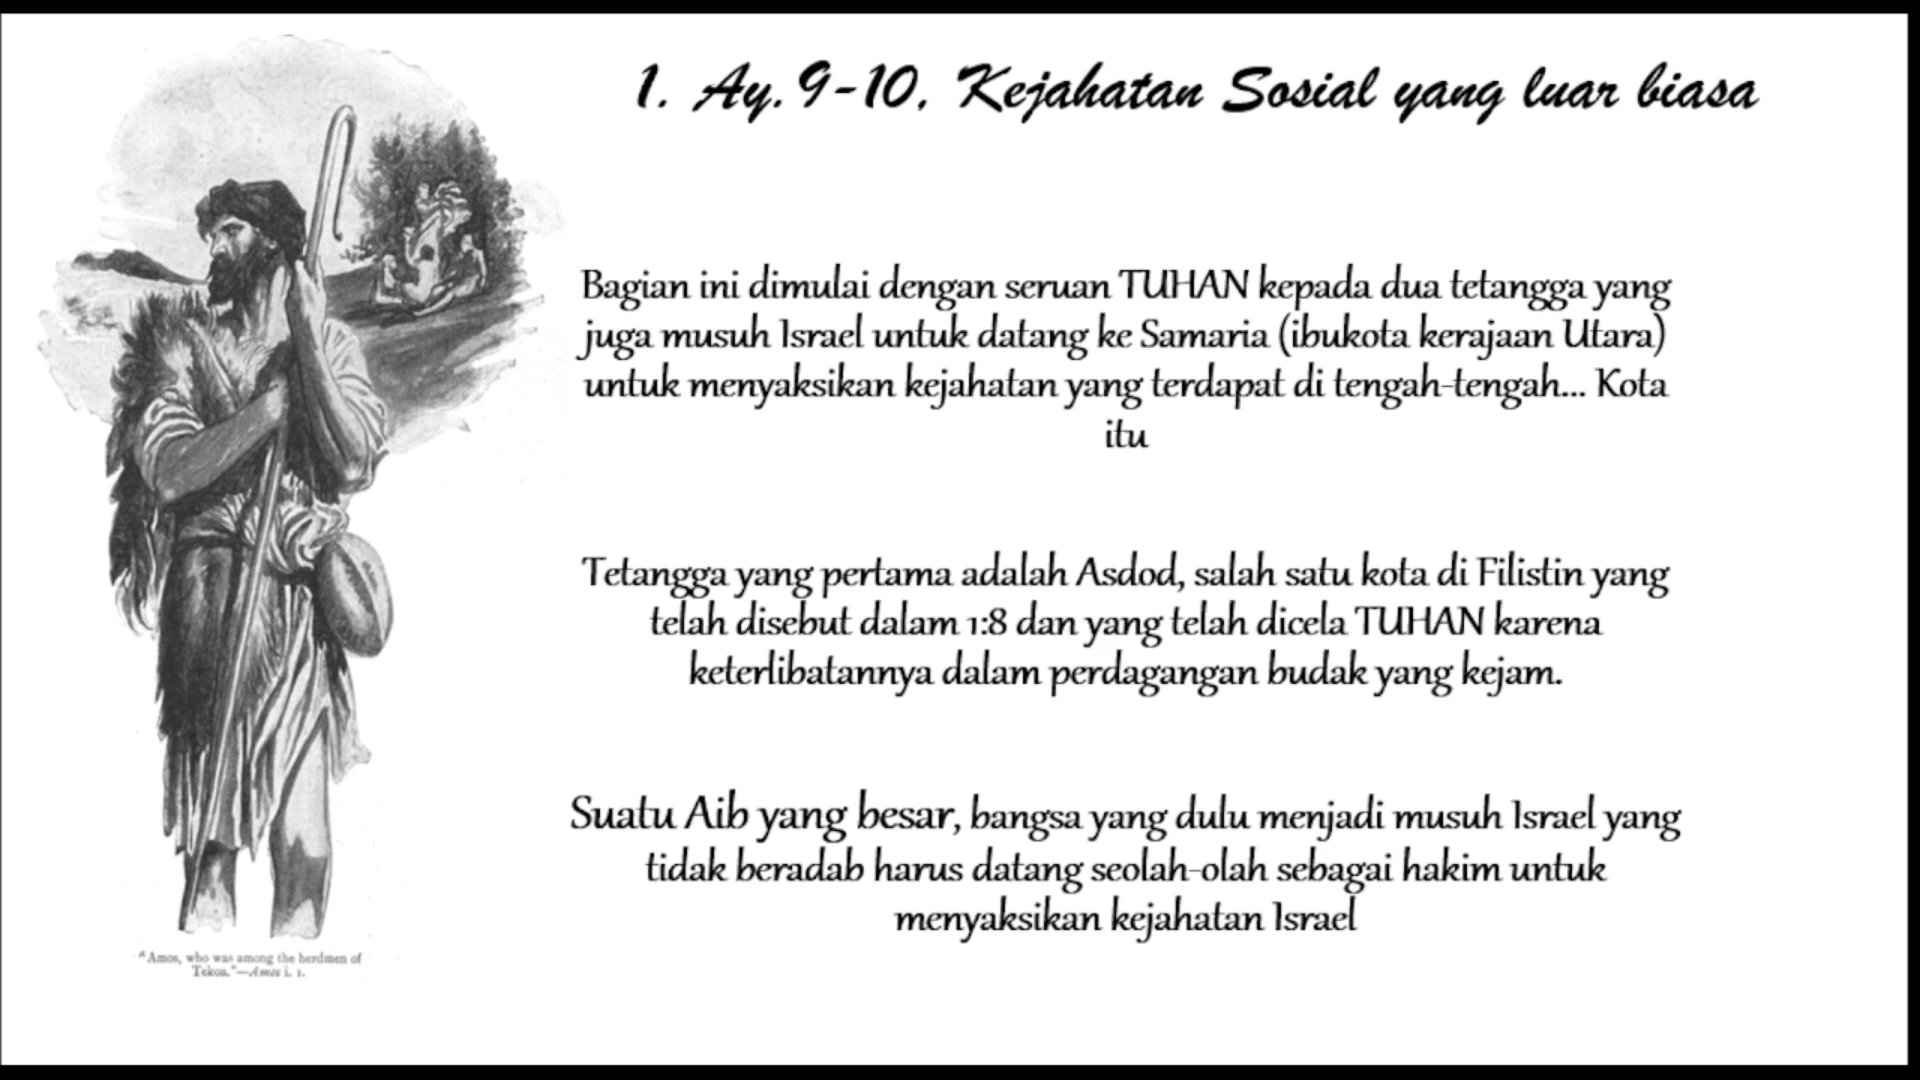 1. Ay. 9-10, Kejahatan Sosial yang luar biasa
Bagian ini dimulai dengan seruan TUHAN kepada dua tetangga yang
juga musuh Israel untuk datang ke Samaria (ibukota kerajaan Utara)
untuk menyaksikan kejahatan yang terdapat di tengah-tengah... Kota
itu
Tetangga yang pertama adalah Asdod, salah satu kota di Filistin yang
telah disebut dalam 1:8 dan yang telah dicela TUHAN karena
keterlibatannya dalam perdagangan budak yang kejam.
Suatu Aib yang besar, bangsa yang dulu menjadi musuh Israel yang
tidak beradab harus datang seolah-olah sebagai hakim untuk
menyaksikan kejahatan Israel
"Amos, who was among the herdmen of
Tekoa."—Amos i. 1.